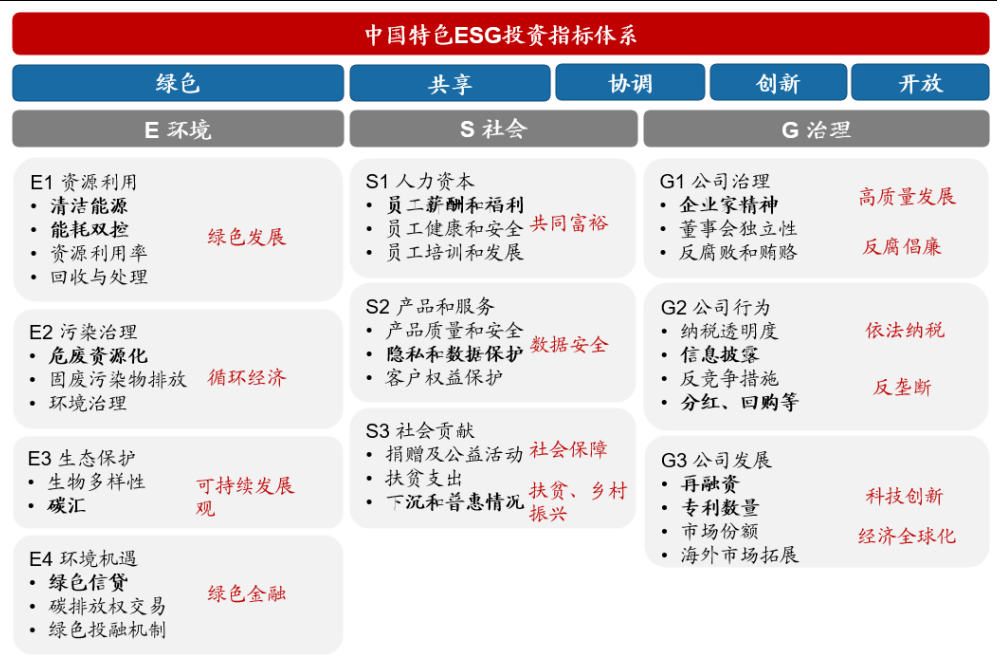 中国特色ESG投资指标体系
绿色
共享
协调
创新
开放
E 环境
S 社会
G 治理
E1 资源利用
• 清洁能源
• 能耗双控
• 资源利用率
• 回收与处理
绿色发展
E2 污染治理
• 危废资源化
• 固废污染物排放
• 环境治理
循环经济
E3 生态保护
• 生物多样性
• 碳汇
可持续发展
观
E4 环境机遇
• 绿色信贷
• 碳排放权交易
• 绿色投融机制
绿色金融
S1 人力资本
• 员工薪酬和福利
• 员工健康和安全
• 员工培训和发展
共同富裕
S2 产品和服务
• 产品质量和安全
• 隐私和数据保护
• 客户权益保护
数据安全
S3 社会贡献
• 捐赠及公益活动
• 扶贫支出
• 下沉和普惠情况
社会保障
扶贫、乡村
振兴
G1 公司治理
• 企业家精神
• 董事会独立性
• 反腐败和贿赂
高质量发展
反腐倡廉
G2 公司行为
• 纳税透明度
• 信息披露
• 反竞争措施
• 分红、回购等
依法纳税
反垄断
G3 公司发展
• 再融资
• 专利数量
• 市场份额
• 海外市场拓展
科技创新
经济全球化